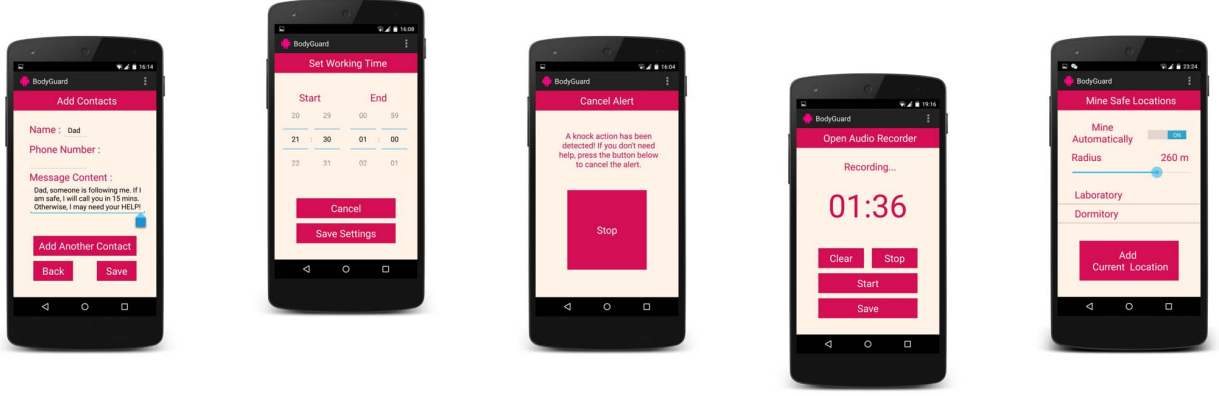 16:14
BodyGuard
Add Contacts
Name : Dad
Phone Number :
Message Content :
Dad, someone is following me. If I
am safe, I will call you in 15 mins.
Otherwise, I may need your HELP!
Add Another Contact
Back Save
16:08
BodyGuard
Set Working Time
Start End
20 29 00 59
21 : 30 01 : 00
22 31 02 01
Cancel
Save Settings
16:04
BodyGuard
Cancel Alert
A knock action has been
detected! If you don't need
help, press the button below
to cancel the alert.
Stop
19:16
BodyGuard
Open Audio Recorder
Recording...
01:36
Clear Stop
Start
Save
23:24
BodyGuard
Mine Safe Locations
Mine
Automatically ON
Radius 260 m
Laboratory
Dormitory
Add
Current Location